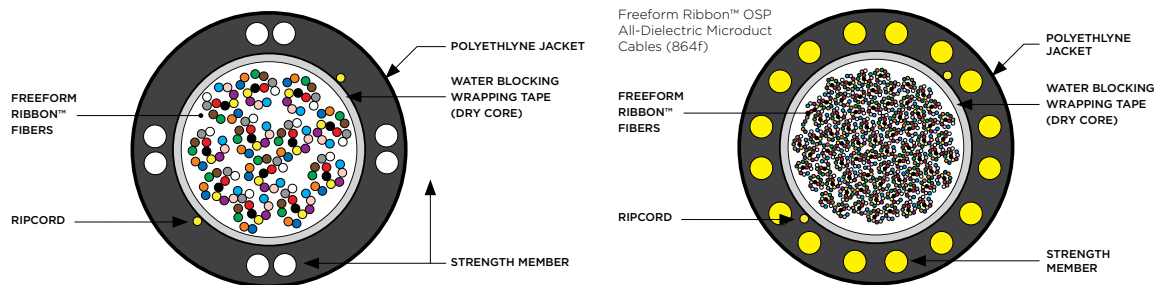 POLYETHLYNE JACKET
WATER BLOCKING
WRAPPING TAPE
(DRY CORE)
FREEFORM
RIBBON™
FIBERS
RIPCORD
STRENGTH MEMBER
Freeform Ribbon™ OSP
All-Dielectric Microduct
Cables (864f)
POLYETHLYNE
JACKET
WATER BLOCKING
WRAPPING TAPE
(DRY CORE)
FREEFORM
RIBBON™
FIBERS
RIPCORD
STRENGTH
MEMBER